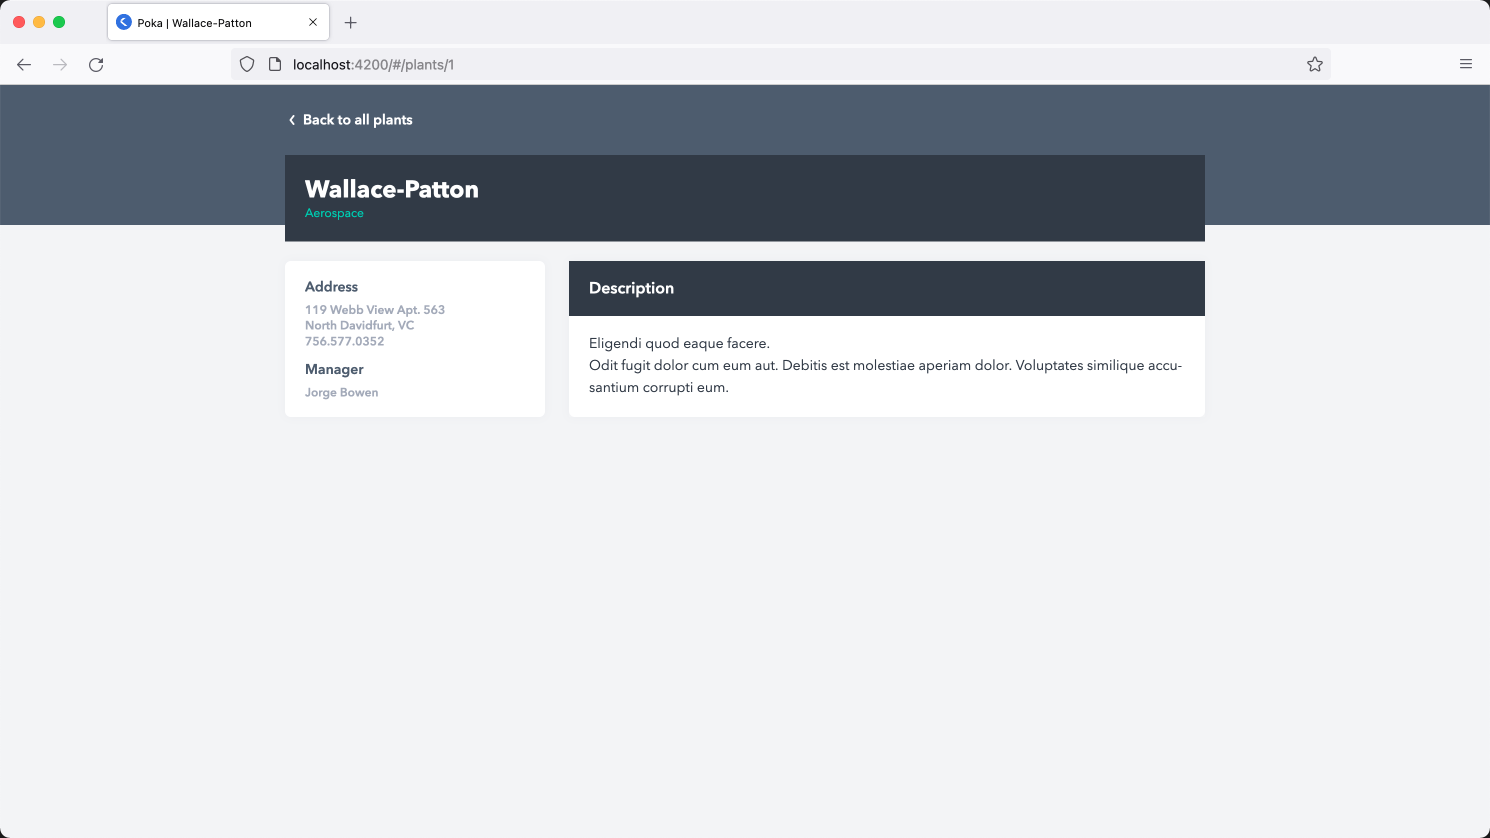 Poka | Wallace-Patton
localhost:4200/#/plants/1
Back to all plants
Wallace-Patton
Aerospace
Address
119 Webb View Apt. 563
North Davidfurt, VC
756.577.0352
Manager
Jorge Bowen
Description
Eligendi quod eaque facere.
Odit fugit dolor cum eum aut. Debitis est molestiae aperiam dolor. Voluptates similique accu-
santium corrupti eum.